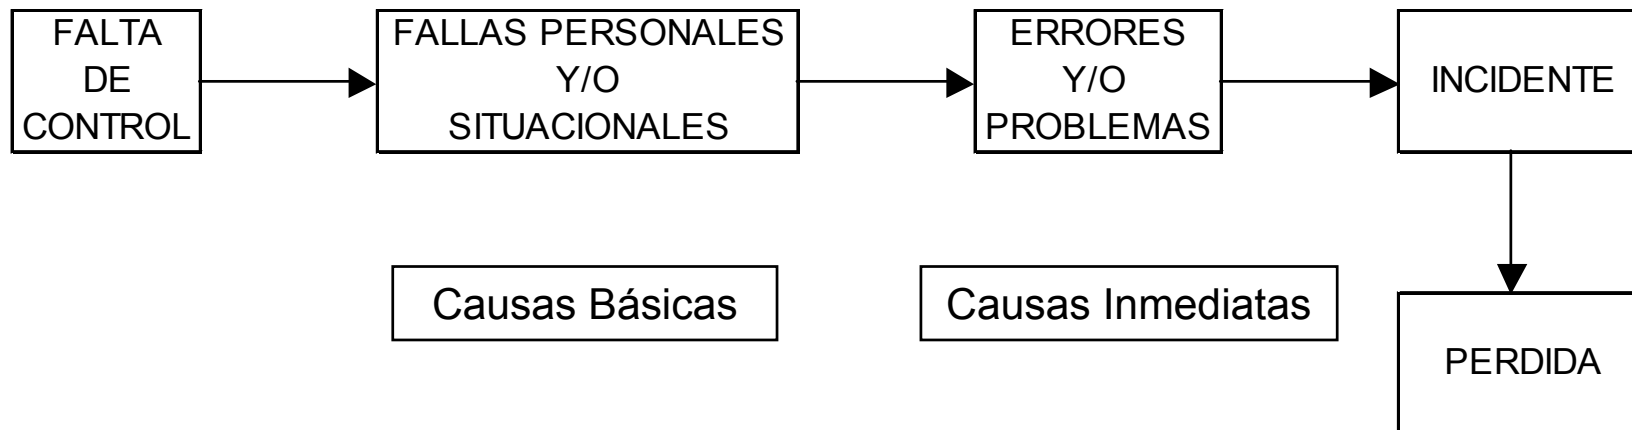 FALTA
DE
CONTROL
FALLAS PERSONALES
Y/O
SITUACIONALES
ERRORES
Y/O
PROBLEMAS
INCIDENTE
Causas Básicas
Causas Inmediatas
PERDIDA